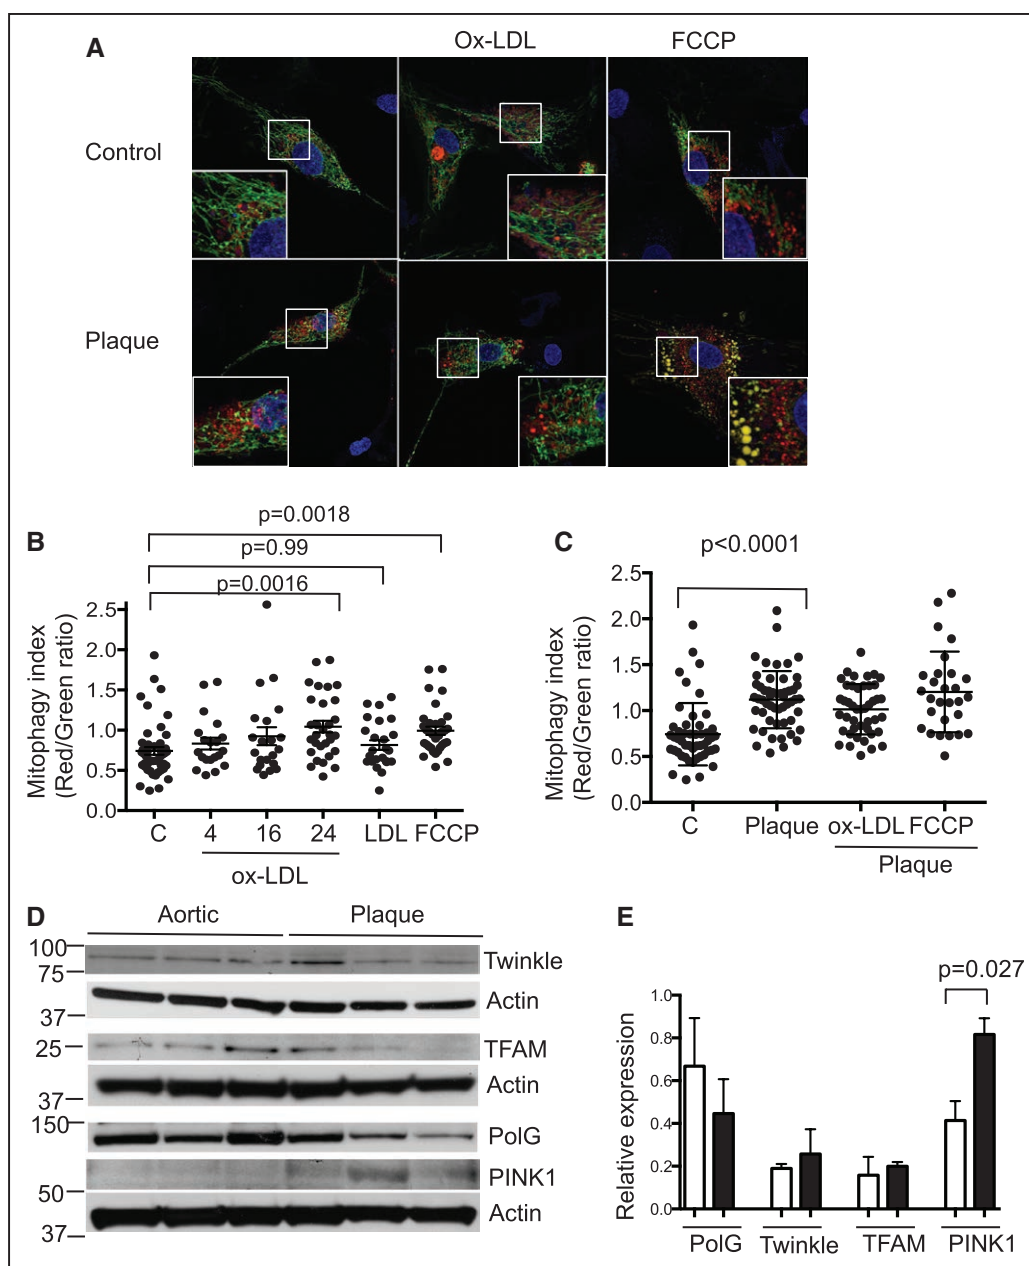 A
Ox-LDL FCCP
Control
Plaque
B
p=0.0018
p=0.99
p=0.0016
Mitophagy index
(Red/Green ratio)
2.5
2.0
1.5
1.0
0.5
0.0
C 4 16 24 LDL FCCP
ox-LDL
C
p<0.0001
Mitophagy index
(Red/Green ratio)
2.5
2.0
1.5
1.0
0.5
0.0
C Plaque ox-LDL FCCP
Plaque
D
Aortic Plaque
100
75
Twinkle
Actin
37
25
TFAM
Actin
37
150
PolG
PINK1
50
Actin
37
E
p=0.027
Relative expression
1.0
0.8
0.6
0.4
0.2
0.0
PolG Twinkle TFAM PINK1